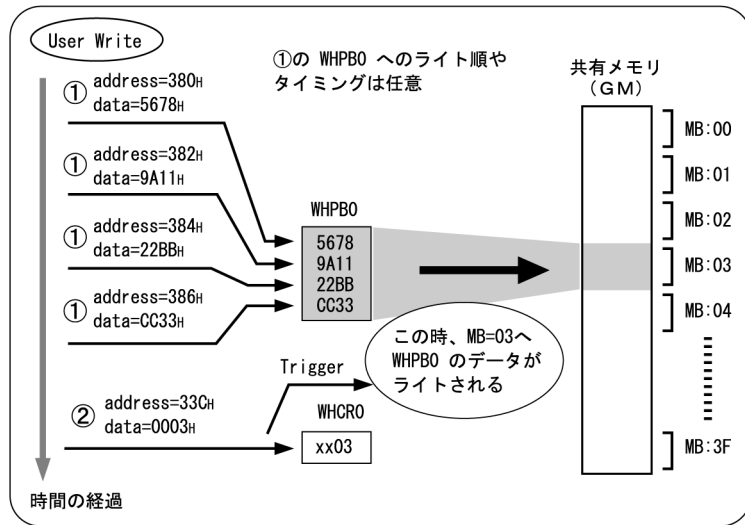 User Write
①の WHPB0 へのライト順や
タイミングは任意
共有メモリ
(GM)
① address=380H
data=5678H
① address=382H
data=9A11H
① address=384H
data=22BBH
① address=386H
data=CC33H
WHPB0
5678
9A11
22BB
CC33
MB:00
MB:01
MB:02
MB:03
MB:04
MB:3F
この時、MB=03へ
WHPB0 のデータが
ライトされる
Trigger
② address=33CH
data=0003H
WHCR0
xx03
時間の経過